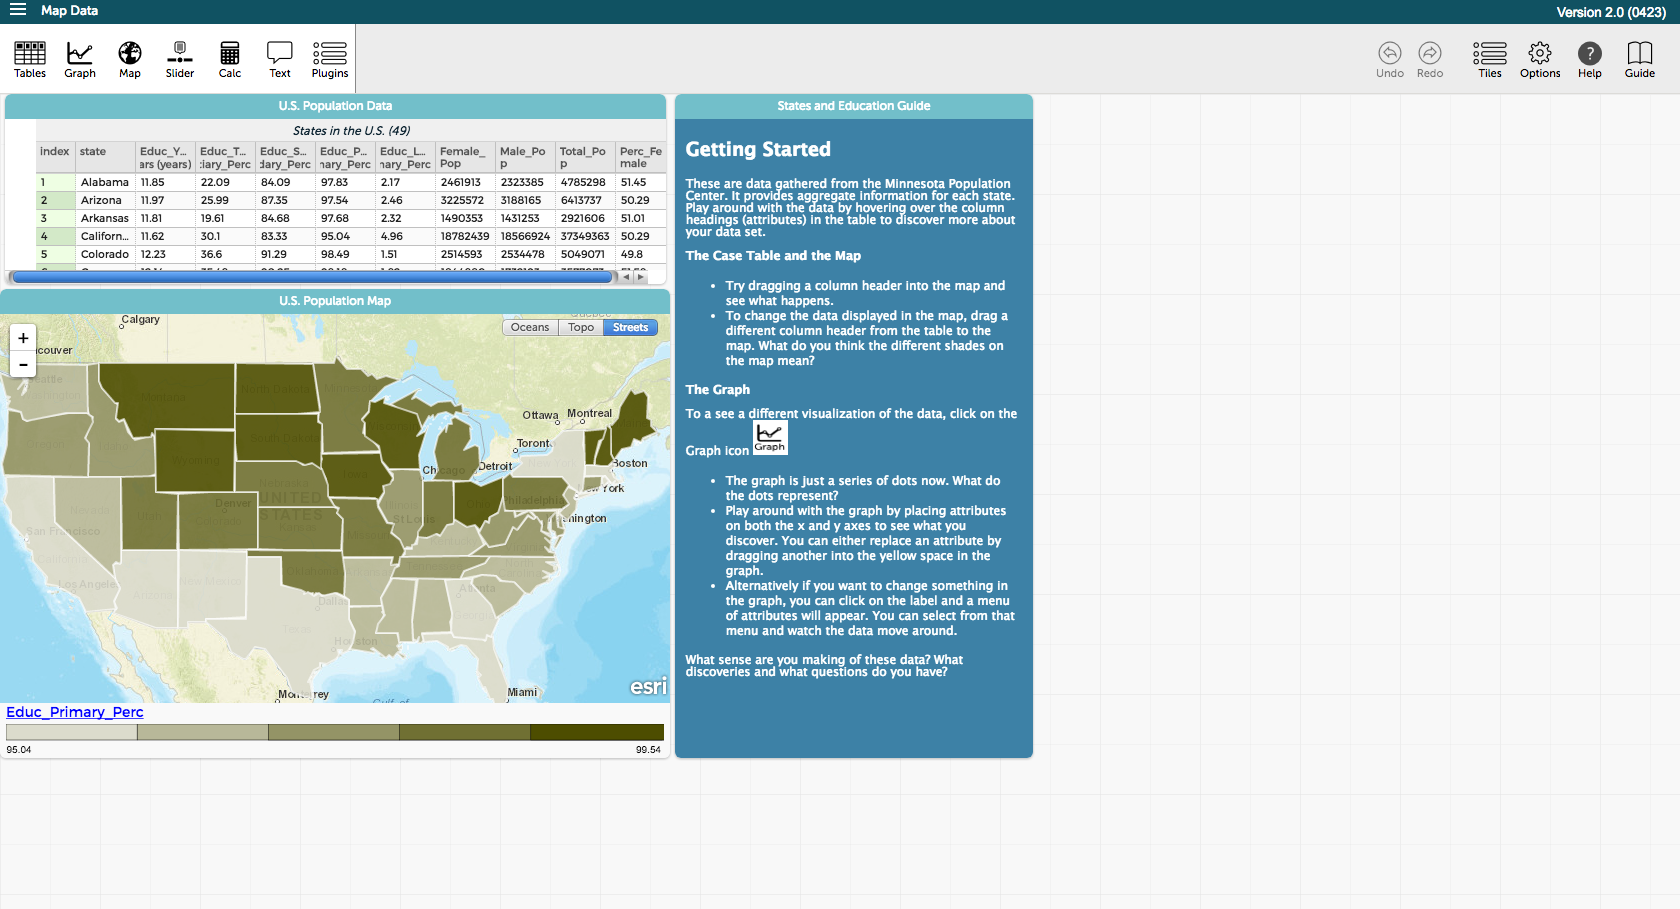 Map Data
Version 2.0 (0423)
Tables
Graph
Map
Slider
Calc
Text
Plugins
Undo
Redo
Tiles
Options
Help
Guide
U.S. Population Data
States in the U.S. (49)
index state Educ_Y... Educ_T... Educ_S... Educ_P... Educ_L... Female_ Male_Po Total_Po Perc_Fe
ars (years) :iary_Perc dary_Perc nary_Perc nary_Perc Pop p p male
1 Alabama 11.85 22.09 84.09 97.83 2.17 2461913 2323385 4785298 51.45
2 Arizona 11.97 25.99 87.35 97.54 2.46 3225572 3188165 6413737 50.29
3 Arkansas 11.81 19.61 84.68 97.68 2.32 1490353 1431253 2921606 51.01
4 Californ... 11.62 30.1 83.33 95.04 4.96 18782439 18566924 37349363 50.29
5 Colorado 12.23 36.6 91.29 98.49 1.51 2514593 2534478 5049071 49.8
U.S. Population Map
+
-
Oceans
Topo
Streets
Calgary
couver
Ottawa
Montreal
Toront
Chicago
Detroit
Boston
York
Philadelphia
Denver
UNITED
STATES
St Louis
San Francisco
Los Angele
Atlanta
Dallas
Houston
Monterrey
Miami
esri
Educ_Primary_Perc
95.04
99.54
States and Education Guide
Getting Started
These are data gathered from the Minnesota Population
Center. It provides aggregate information for each state.
Play around with the data by hovering over the column
headings (attributes) in the table to discover more about
your data set.
The Case Table and the Map
• Try dragging a column header into the map and
see what happens.
• To change the data displayed in the map, drag a
different column header from the table to the
map. What do you think the different shades on
the map mean?
The Graph
To a see a different visualization of the data, click on the
Graph icon
Graph
• The graph is just a series of dots now. What do
the dots represent?
• Play around with the graph by placing attributes
on both the x and y axes to see what you
discover. You can either replace an attribute by
dragging another into the yellow space in the
graph.
• Alternatively if you want to change something in
the graph, you can click on the label and a menu
of attributes will appear. You can select from that
menu and watch the data move around.
What sense are you making of these data? What
discoveries and what questions do you have?